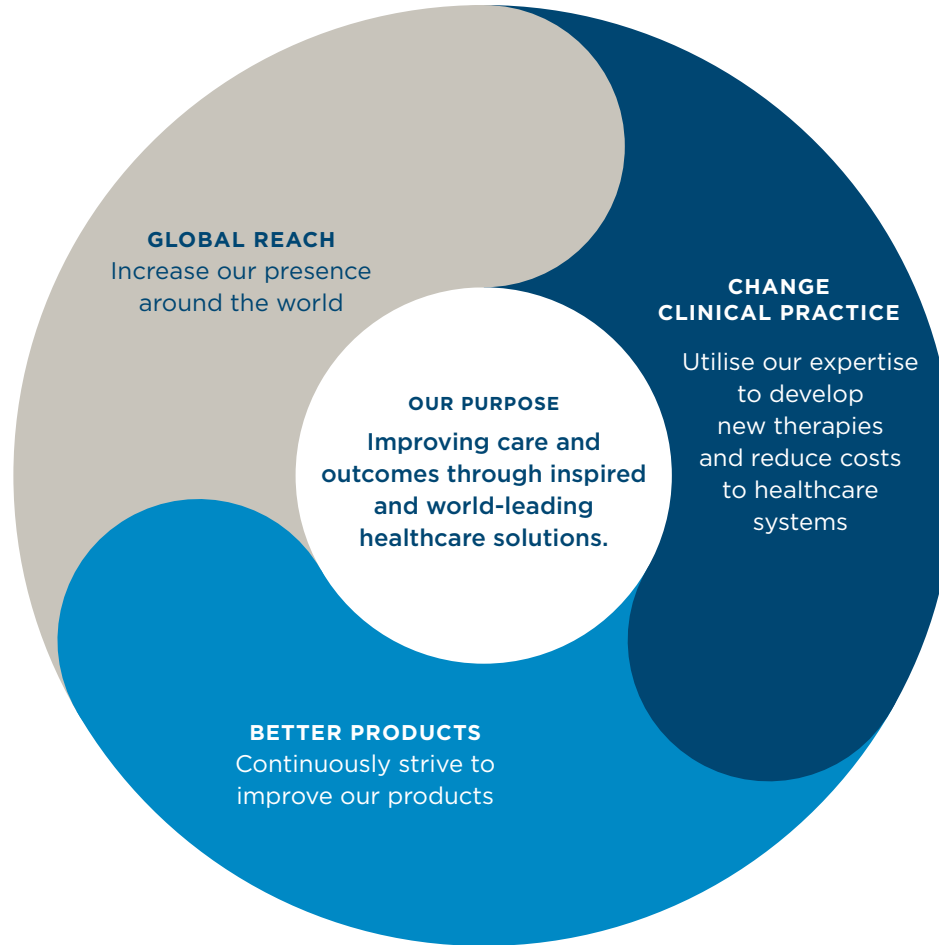 GLOBAL REACH
Increase our presence
around the world
CHANGE
CLINICAL PRACTICE
Utilise our expertise
to develop
new therapies
and reduce costs
to healthcare
systems
OUR PURPOSE
Improving care and
outcomes through inspired
and world-leading
healthcare solutions.
BETTER PRODUCTS
Continuously strive to
improve our products